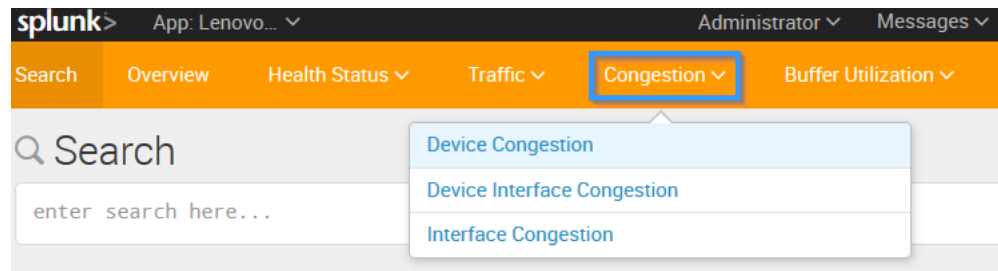 splunk> App: Lenovo... Administrator Messages
Search Overview Health Status Traffic Congestion Buffer Utilization
Search
enter search here...
Device Congestion
Device Interface Congestion
Interface Congestion